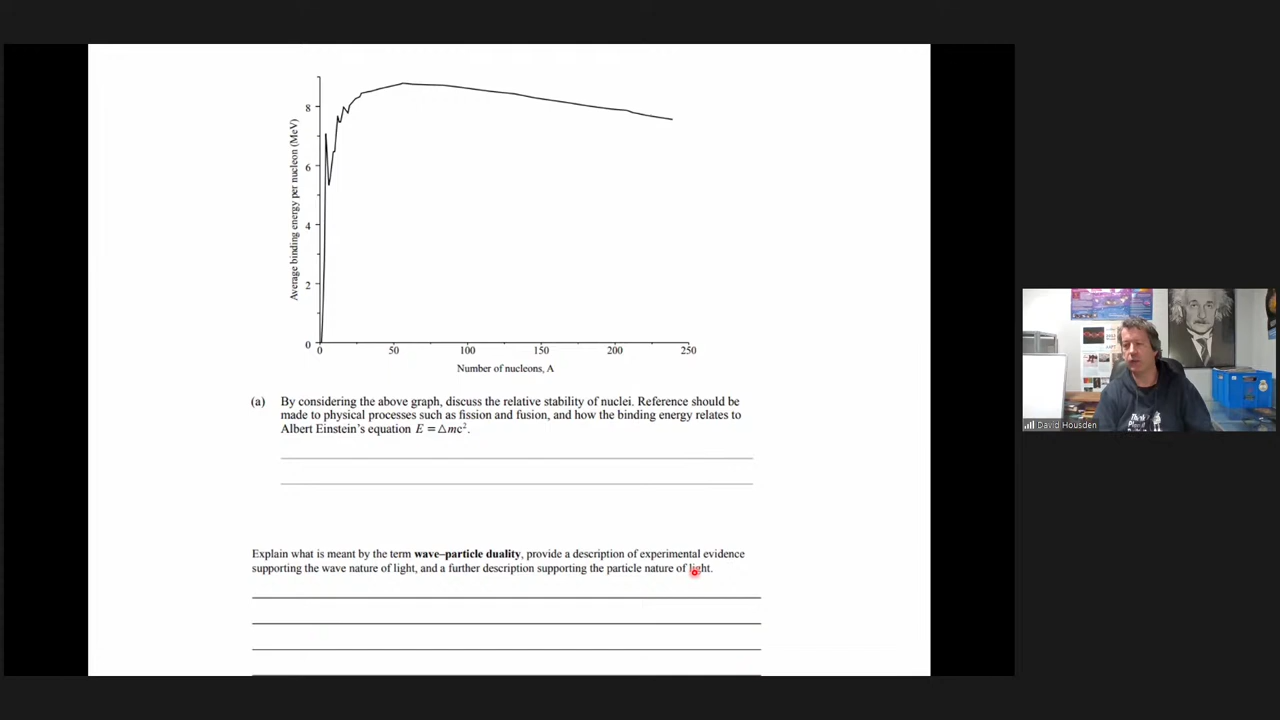 8
6
4
2
0
Average binding energy per nucleon (MeV)
0 50 100 150 200 250
Number of nucleons, A
(a) By considering the above graph, discuss the relative stability of nuclei. Reference should be
made to physical processes such as fission and fusion, and how the binding energy relates to
Albert Einstein's equation E = △mc².
Explain what is meant by the term wave–particle duality, provide a description of experimental evidence
supporting the wave nature of light, and a further description supporting the particle nature of light.
Think
David Housden